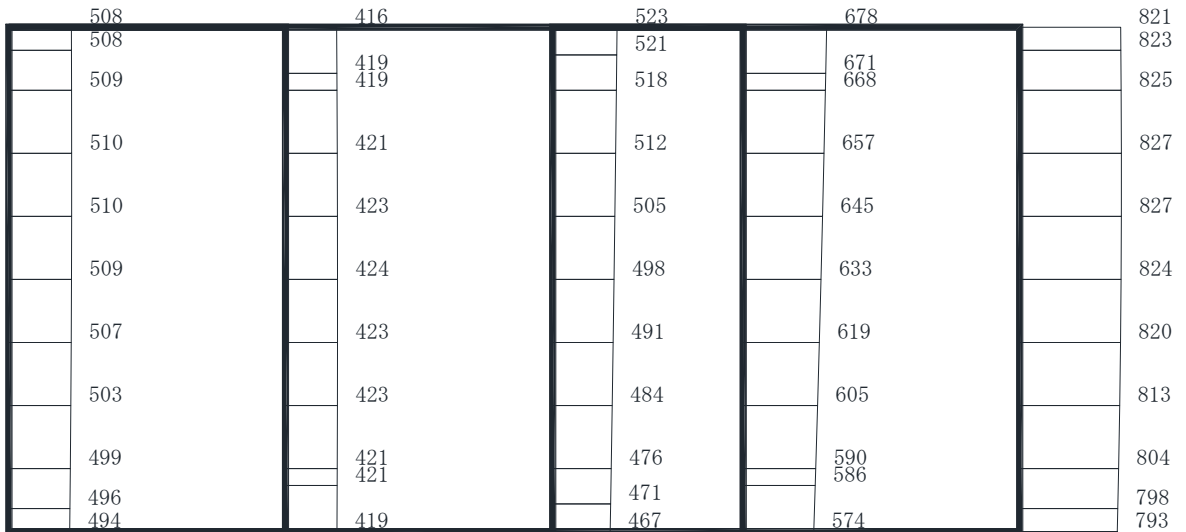 508 416 523 678 821
508 521 823
419 671
509 419 518 668 825
510 421 512 657 827
510 423 505 645 827
509 424 498 633 824
507 423 491 619 820
503 423 484 605 813
499 421 476 590 804
421 586
496 471 798
494 419 467 574 793